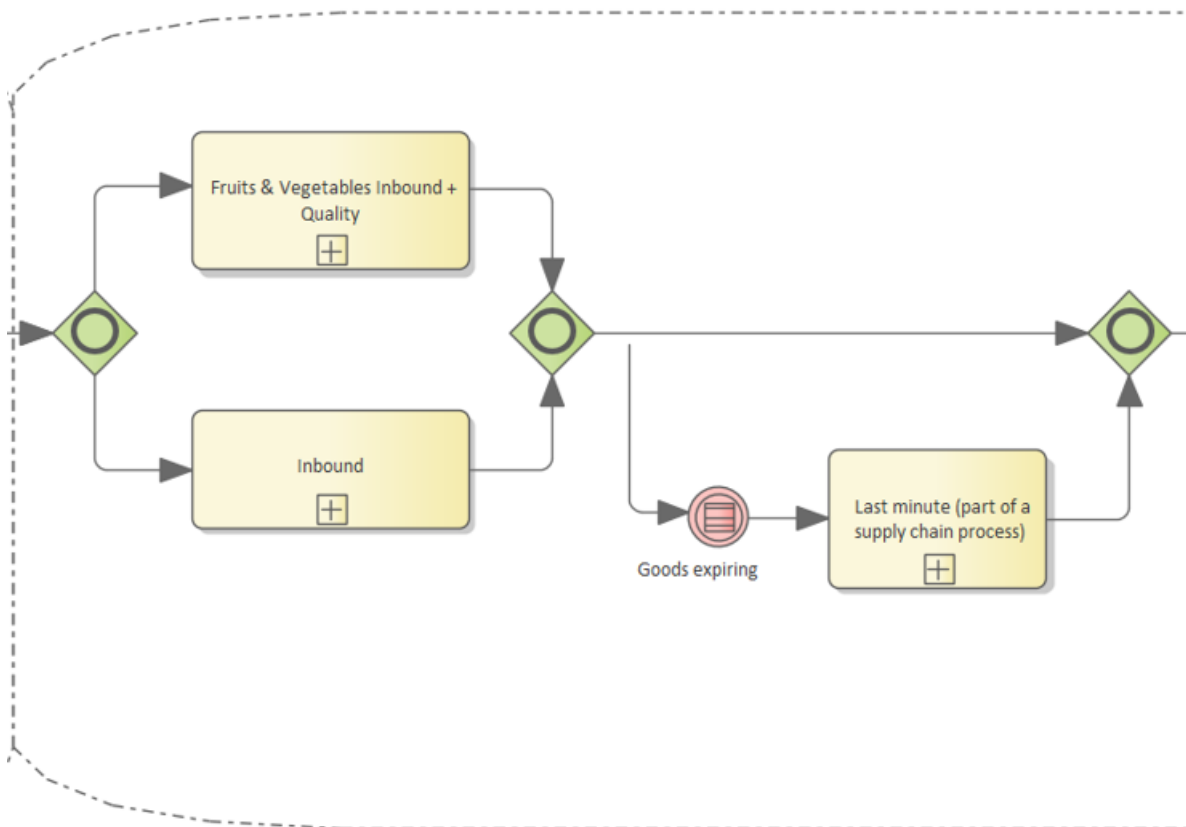 Fruits & Vegetables Inbound +
Quality
Inbound
Last minute (part of a
supply chain process)
Goods expiring